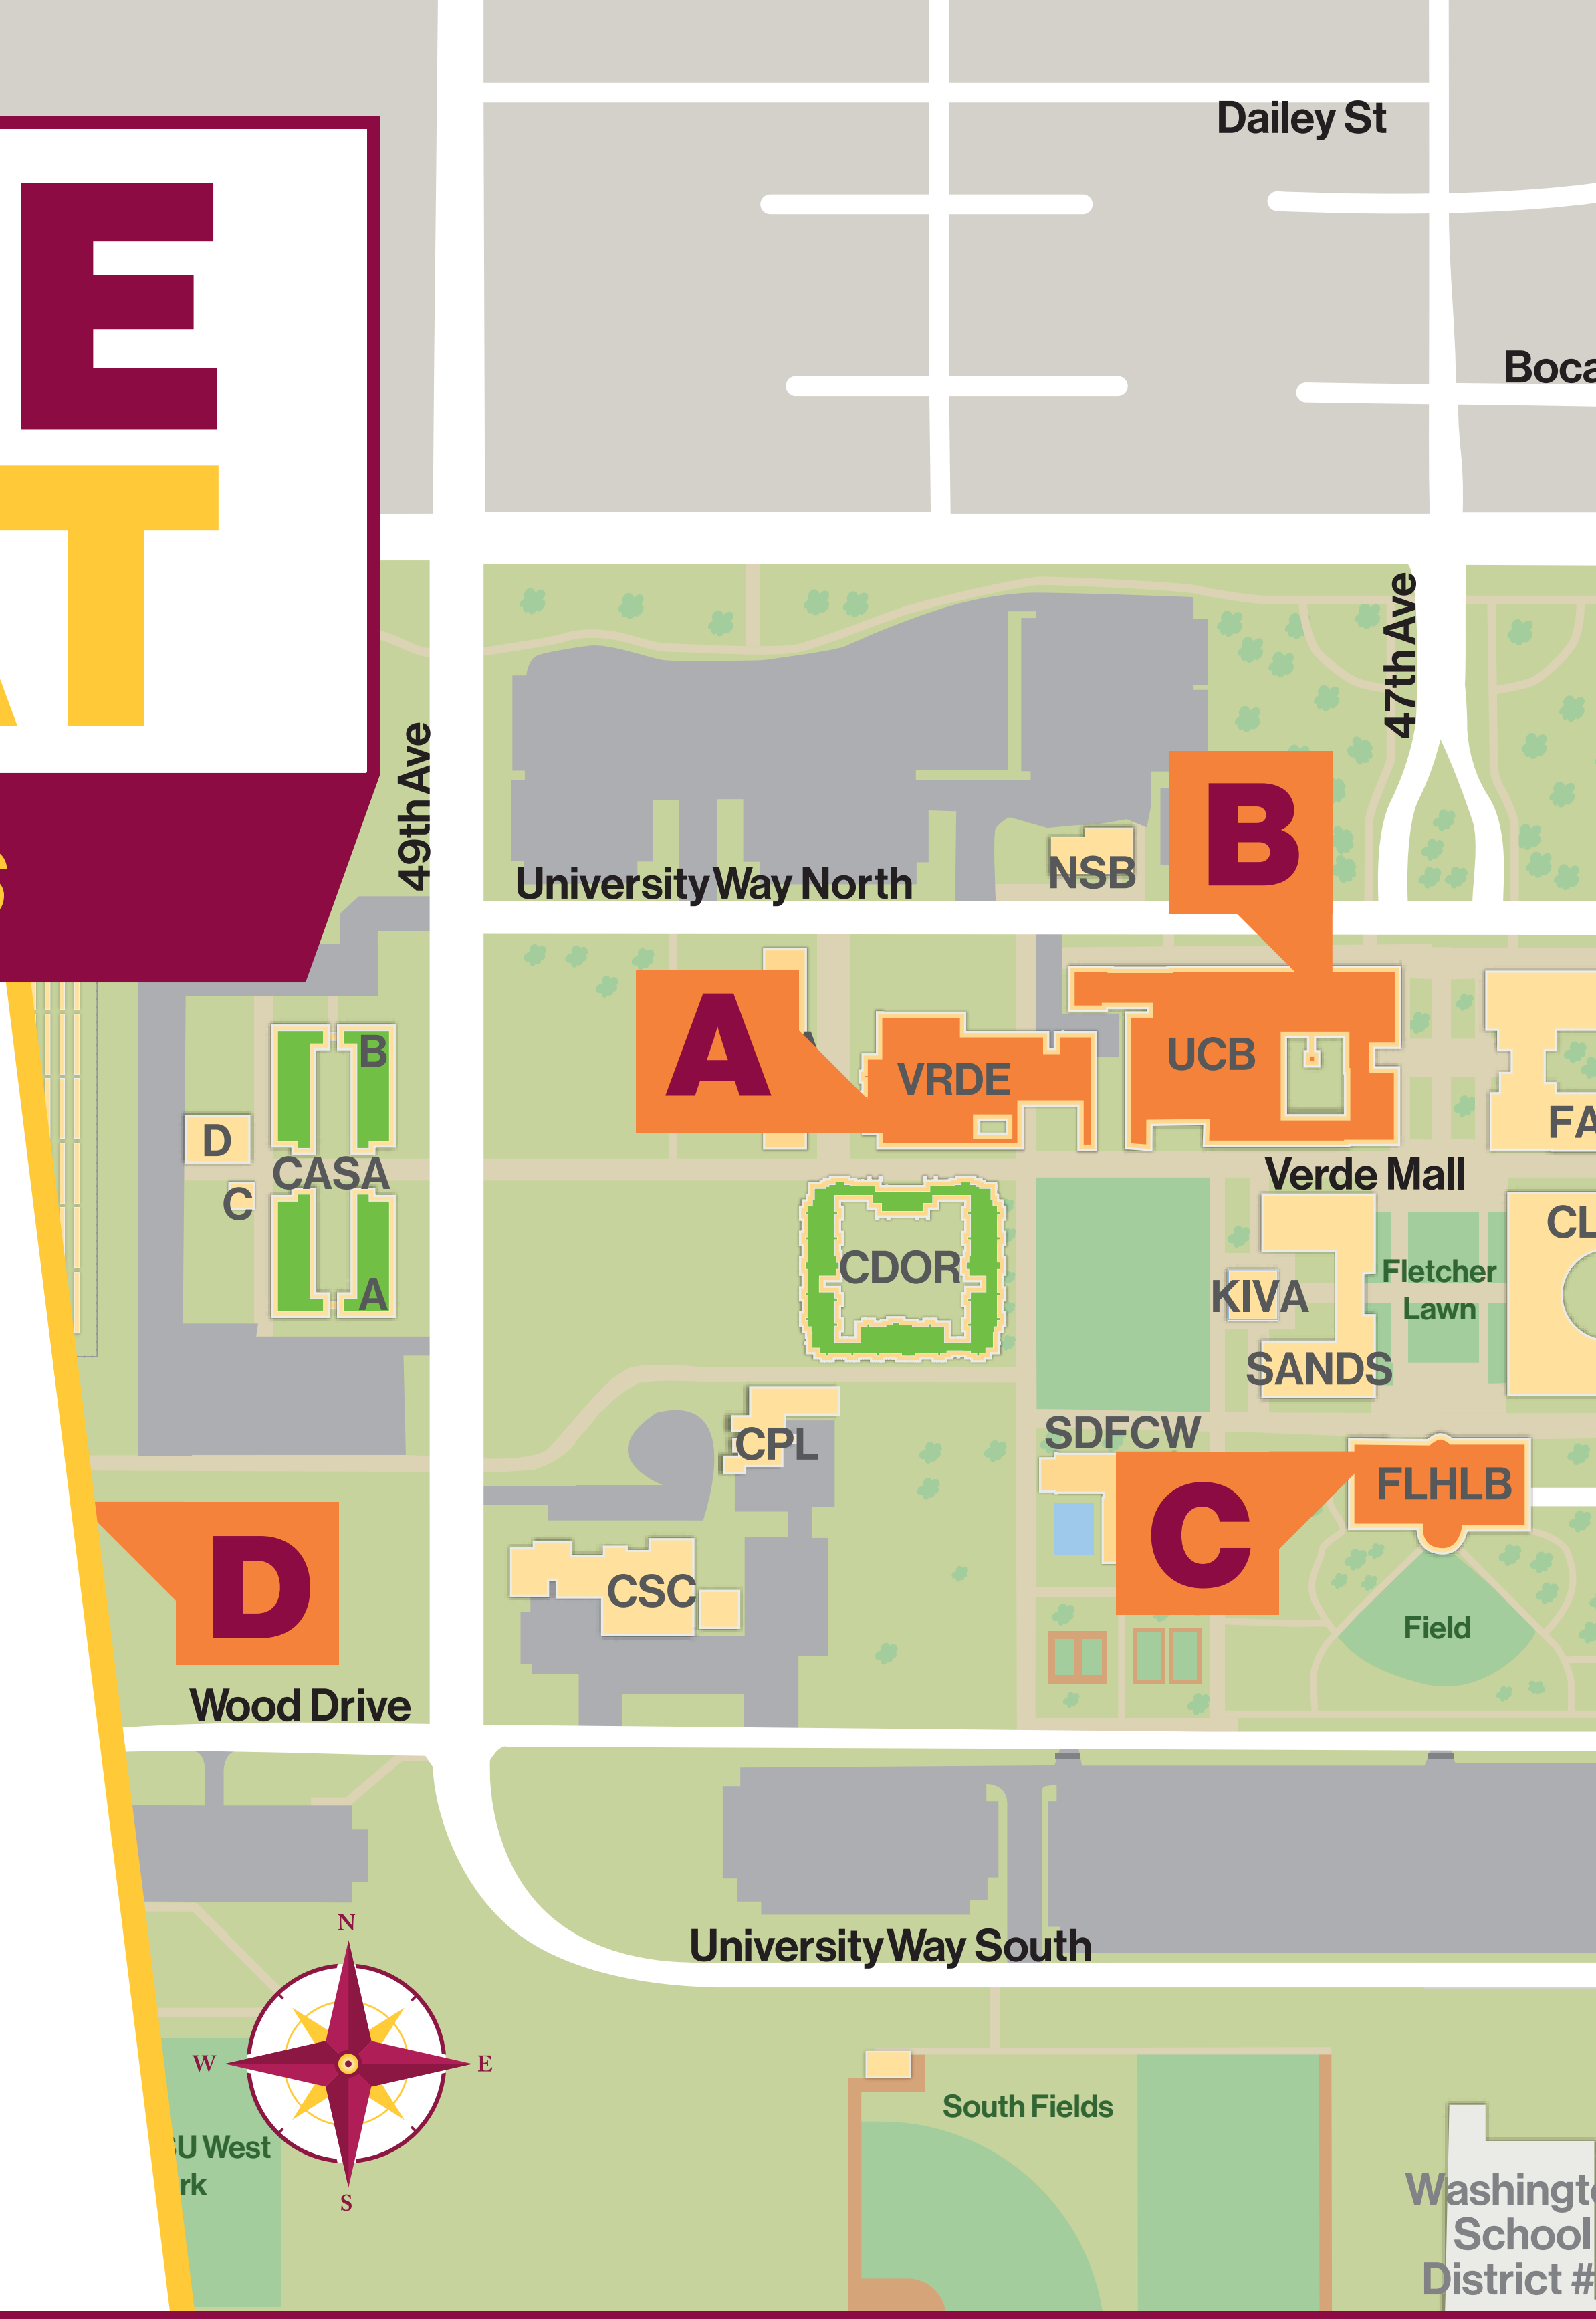 Dailey St
E
Boca
T
47th Ave
49th Ave
B
University Way North
NSB
A
B
VRDE
UCB
D
FA
CASA
Verde Mall
C
CL
CDOR
Fletcher
Lawn
KIVA
A
SANDS
SDFCW
CPL
FLHLB
C
D
CSC
Field
Wood Drive
University Way South
N
W
E
South Fields
U West
rk
S
Washingt
School
District #